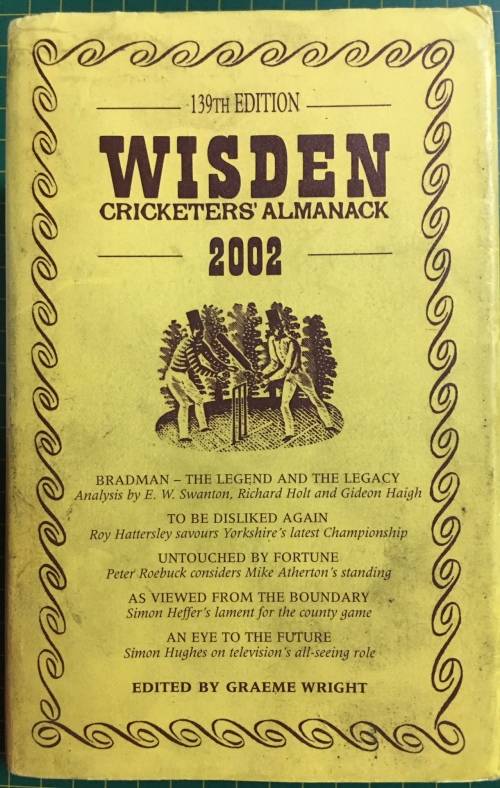 139TH EDITION
WISDEN
CRICKETERS' ALMANACK
2002
BRADMAN – THE LEGEND AND THE LEGACY
Analysis by E. W. Swanton, Richard Holt and Gideon Haigh
TO BE DISLIKED AGAIN
Roy Hattersley savours Yorkshire's latest Championship
UNTOUCHED BY FORTUNE
Peter Roebuck considers Mike Atherton's standing
AS VIEWED FROM THE BOUNDARY
Simon Heffer's lament for the county game
AN EYE TO THE FUTURE
Simon Hughes on television's all-seeing role
EDITED BY GRAEME WRIGHT